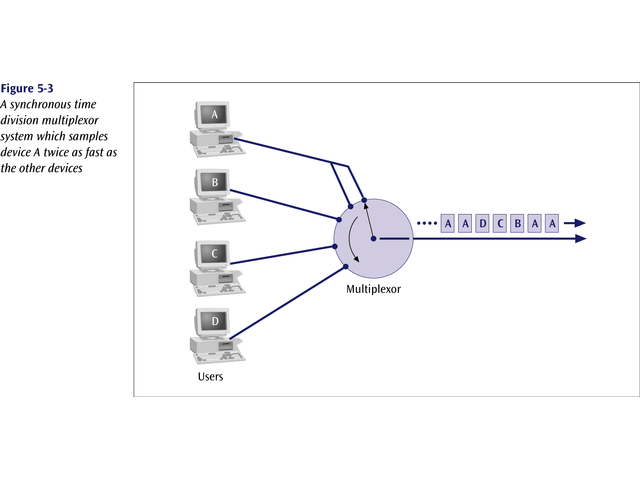 Figure 5-3
A synchronous time
division multiplexor
system which samples
device A twice as fast as
the other devices
A
B
C
D
Users
Multiplexor
A A D C B A A